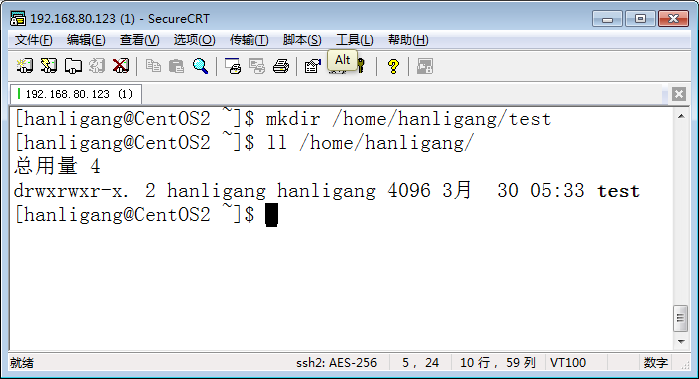 192.168.80.123 (1) - SecureCRT
文件(F) 编辑(E) 查看(V) 选项(O) 传输(T) 脚本(S) 工具(L) 帮助(H)
Alt
192.168.80.123 (1)
[hanligang@CentOS2 ~]$ mkdir /home/hanligang/test
[hanligang@CentOS2 ~]$ ll /home/hanligang/
总用量 4
drwxrwxr-x. 2 hanligang hanligang 4096 3月  30 05:33 test
[hanligang@CentOS2 ~]$
就绪 ssh2: AES-256 5, 24 10 行, 59 列 VT100 数字